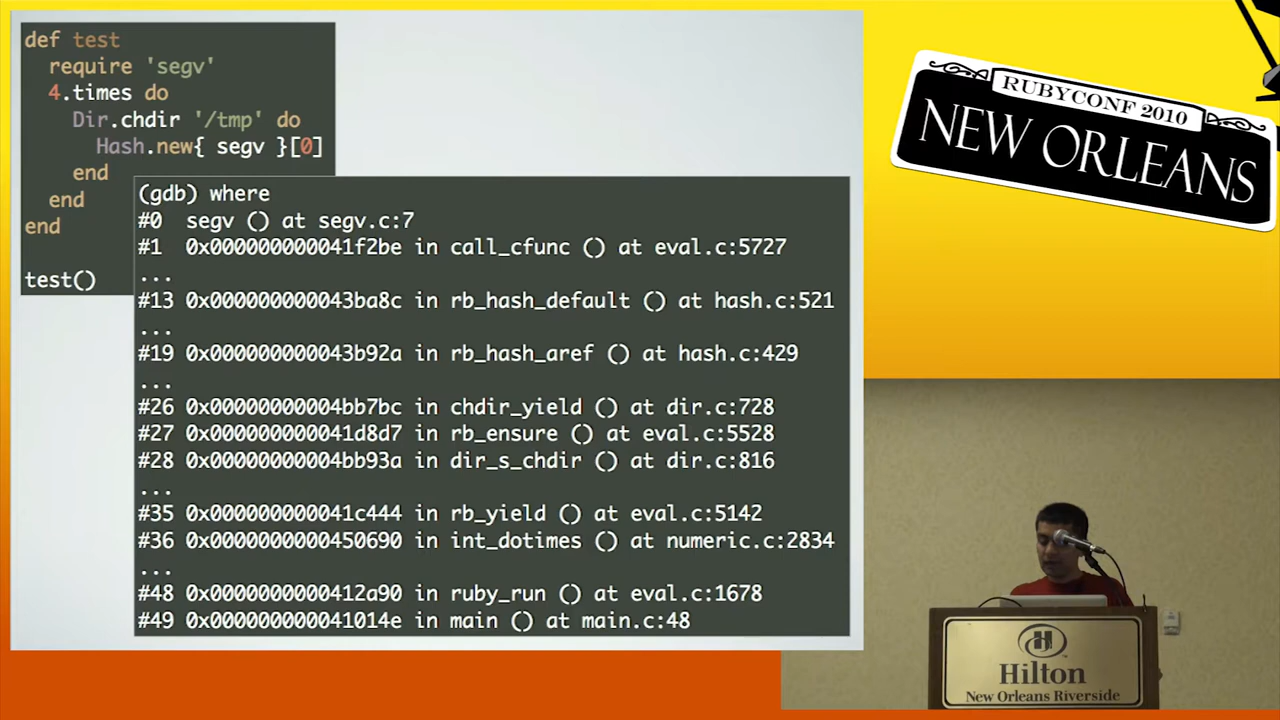 def test
require 'segv'
4.times do
Dir.chdir '/tmp' do
Hash.new{ segv }[0]
end
end
end
test()
(gdb) where
#0 segv () at segv.c:7
#1 0x000000000041f2be in call_cfunc () at eval.c:5727
...
#13 0x000000000043ba8c in rb_hash_default () at hash.c:521
...
#19 0x000000000043b92a in rb_hash_aref () at hash.c:429
...
#26 0x00000000004bb7bc in chdir_yield () at dir.c:728
#27 0x000000000041d8d7 in rb_ensure () at eval.c:5528
#28 0x00000000004bb93a in dir_s_chdir () at dir.c:816
...
#35 0x000000000041c444 in rb_yield () at eval.c:5142
#36 0x0000000000450690 in int_dotimes () at numeric.c:2834
...
#48 0x0000000000412a90 in ruby_run () at eval.c:1678
#49 0x000000000041014e in main () at main.c:48
RUBYCONF 2010
NEW ORLEANS
H
Hilton
New Orleans Riverside